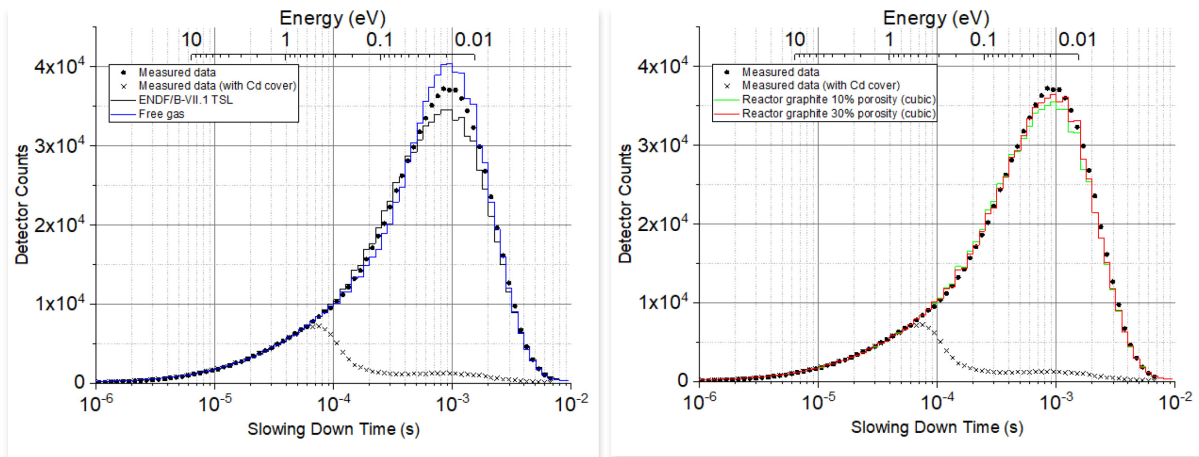 Energy (eV)
10 1 0.1 0.01
Measured data
Measured data (with Cd cover)
ENDF/B-VII.1 TSL
Free gas
4x10⁴
3x10⁴
2x10⁴
1x10⁴
0
Detector Counts
10⁻⁶ 10⁻⁵ 10⁻⁴ 10⁻³ 10⁻²
Slowing Down Time (s)
Energy (eV)
10 1 0.1 0.01
Measured data
Measured data (with Cd cover)
Reactor graphite 10% porosity (cubic)
Reactor graphite 30% porosity (cubic)
4x10⁴
3x10⁴
2x10⁴
1x10⁴
0
Detector Counts
10⁻⁶ 10⁻⁵ 10⁻⁴ 10⁻³ 10⁻²
Slowing Down Time (s)